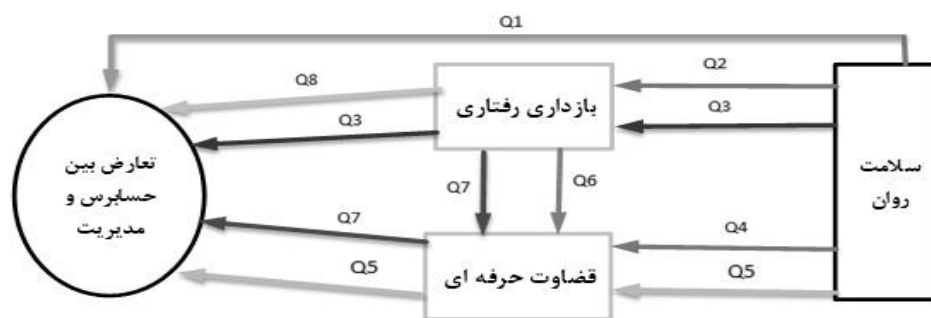 Q1
Q8
Q2
بازداری رفتاری
Q3
Q3
تعارض بین
حسابرس و
مدیریت
سلامت
روان
Q7
Q6
Q7
Q4
قضاوت حرفه ای
Q5
Q5